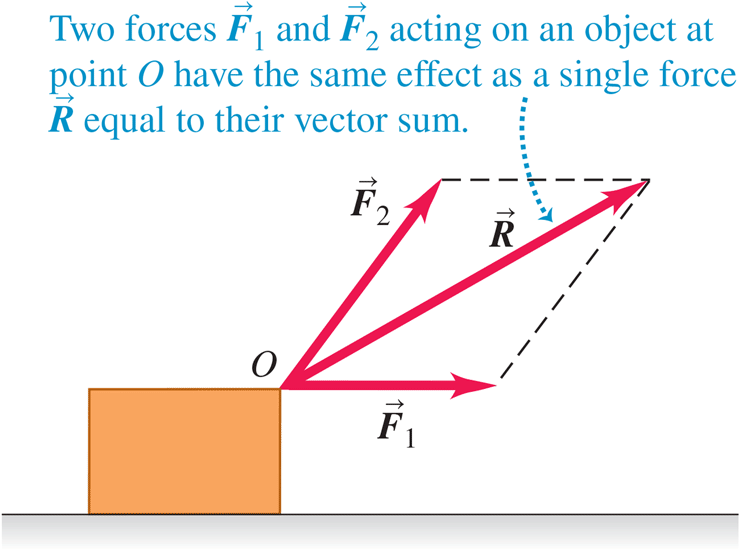 Two forces F⃗₁ and F⃗₂ acting on an object at
point O have the same effect as a single force
R⃗ equal to their vector sum.
F⃗₂
R⃗
O
F⃗₁